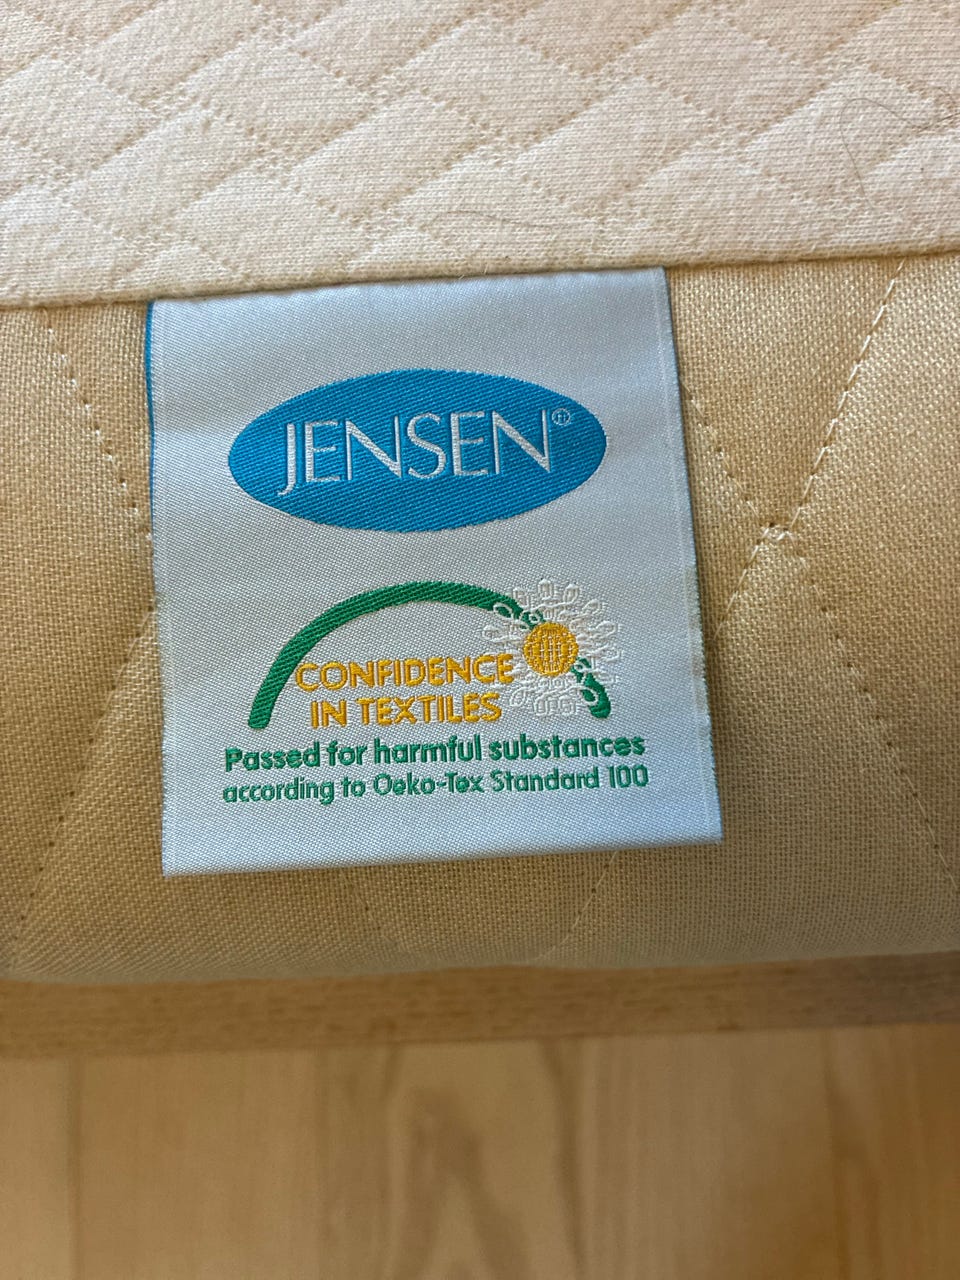 JENSEN®
CONFIDENCE
IN TEXTILES
Passed for harmful substances
according to Oeko-Tex Standard 100